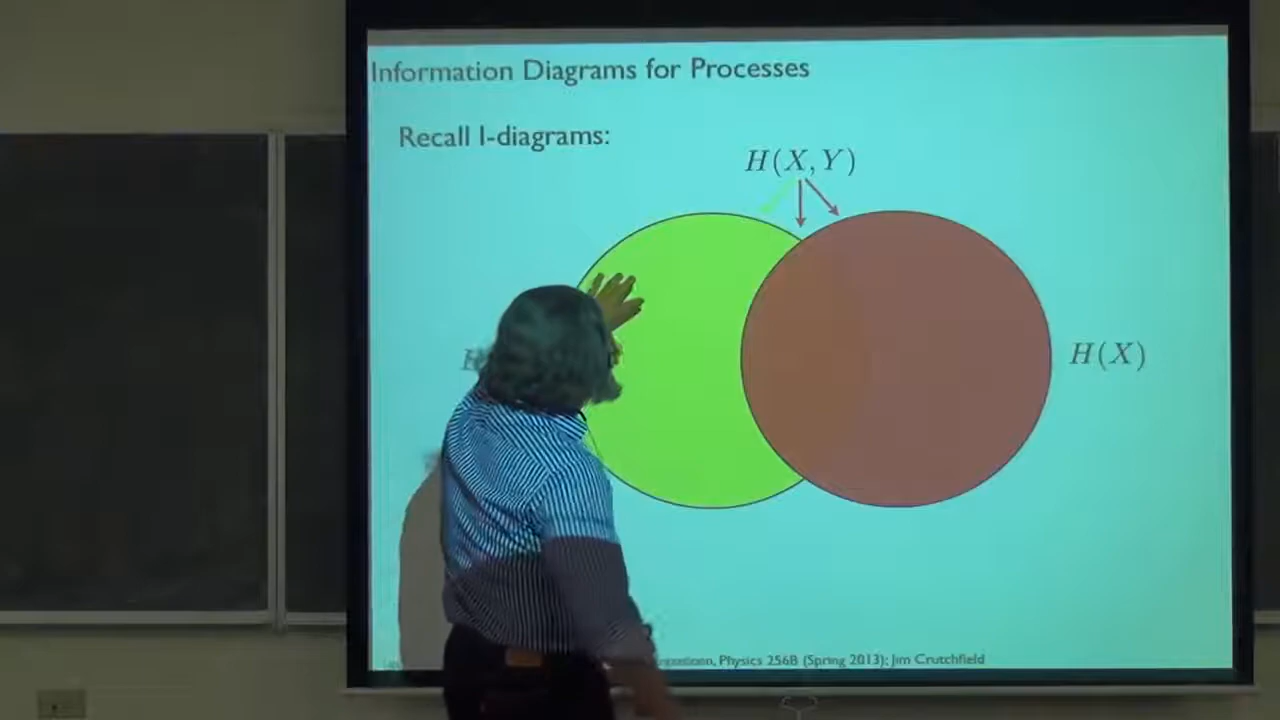 Information Diagrams for Processes
Recall I-diagrams:
H(X, Y)
H(X)
Physics 256B (Spring 2013); Jim Crutchfield